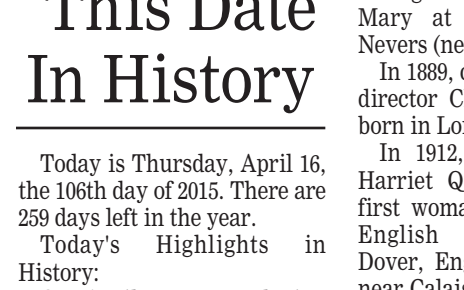 This Date
In History
Today is Thursday, April 16,
the 106th day of 2015. There are
259 days left in the year.
Today's Highlights in
History:
Mary at
Nevers (ne
In 1889,
director C
born in Lo
In 1912,
Harriet Q
first woma
English
Dover, En
near Calais